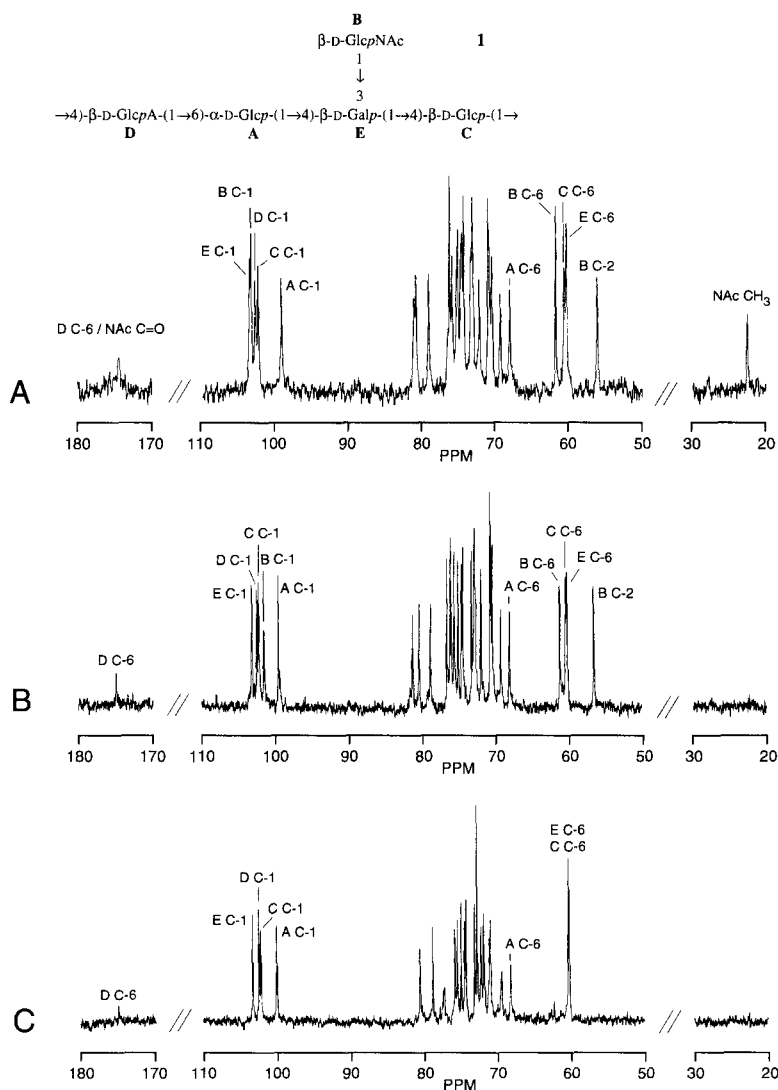 B
β-D-GlcpNAc 1
1
↓
3
→4)-β-D-GlcpA-(1→6)-α-D-Glcp-(1→4)-β-D-Galp-(1→4)-β-D-Glcp-(1→
D A E C
B C-1
D C-1
E C-1
C C-1
A C-1
B C-6
C C-6
E C-6
A C-6
B C-2
D C-6 / NAc C=O
NAc CH3
A
180 170 110 100 90 80 70 60 50 30 20
PPM
C C-1
D C-1
B C-1
E C-1
A C-1
C C-6
B C-6
E C-6
A C-6
B C-2
D C-6
B
180 170 110 100 90 80 70 60 50 30 20
PPM
E C-6
C C-6
D C-1
E C-1
C C-1
A C-1
A C-6
D C-6
C
180 170 110 100 90 80 70 60 50 30 20
PPM